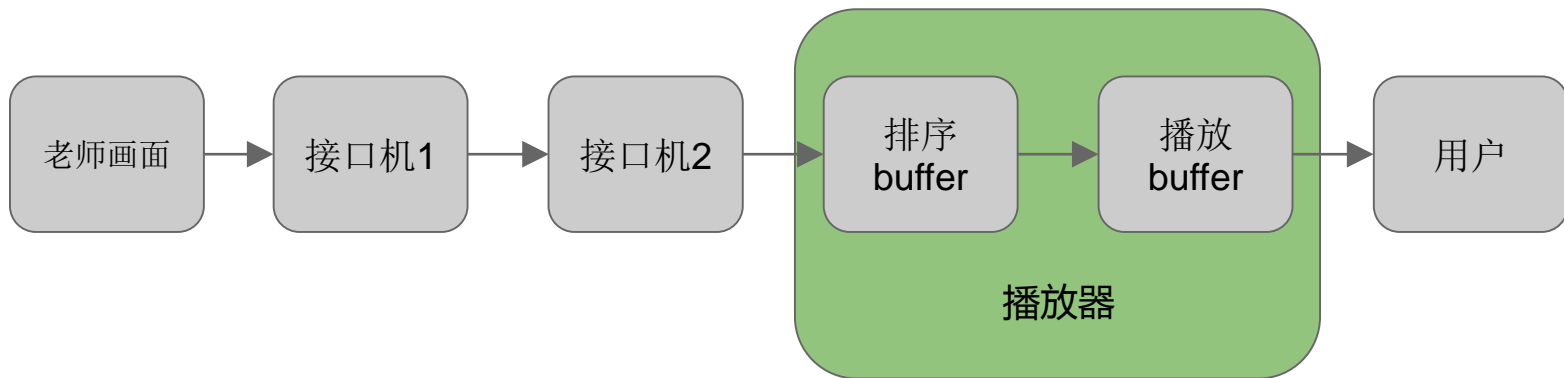 老师画面
接口机1
接口机2
排序
buffer
播放
buffer
用户
播放器